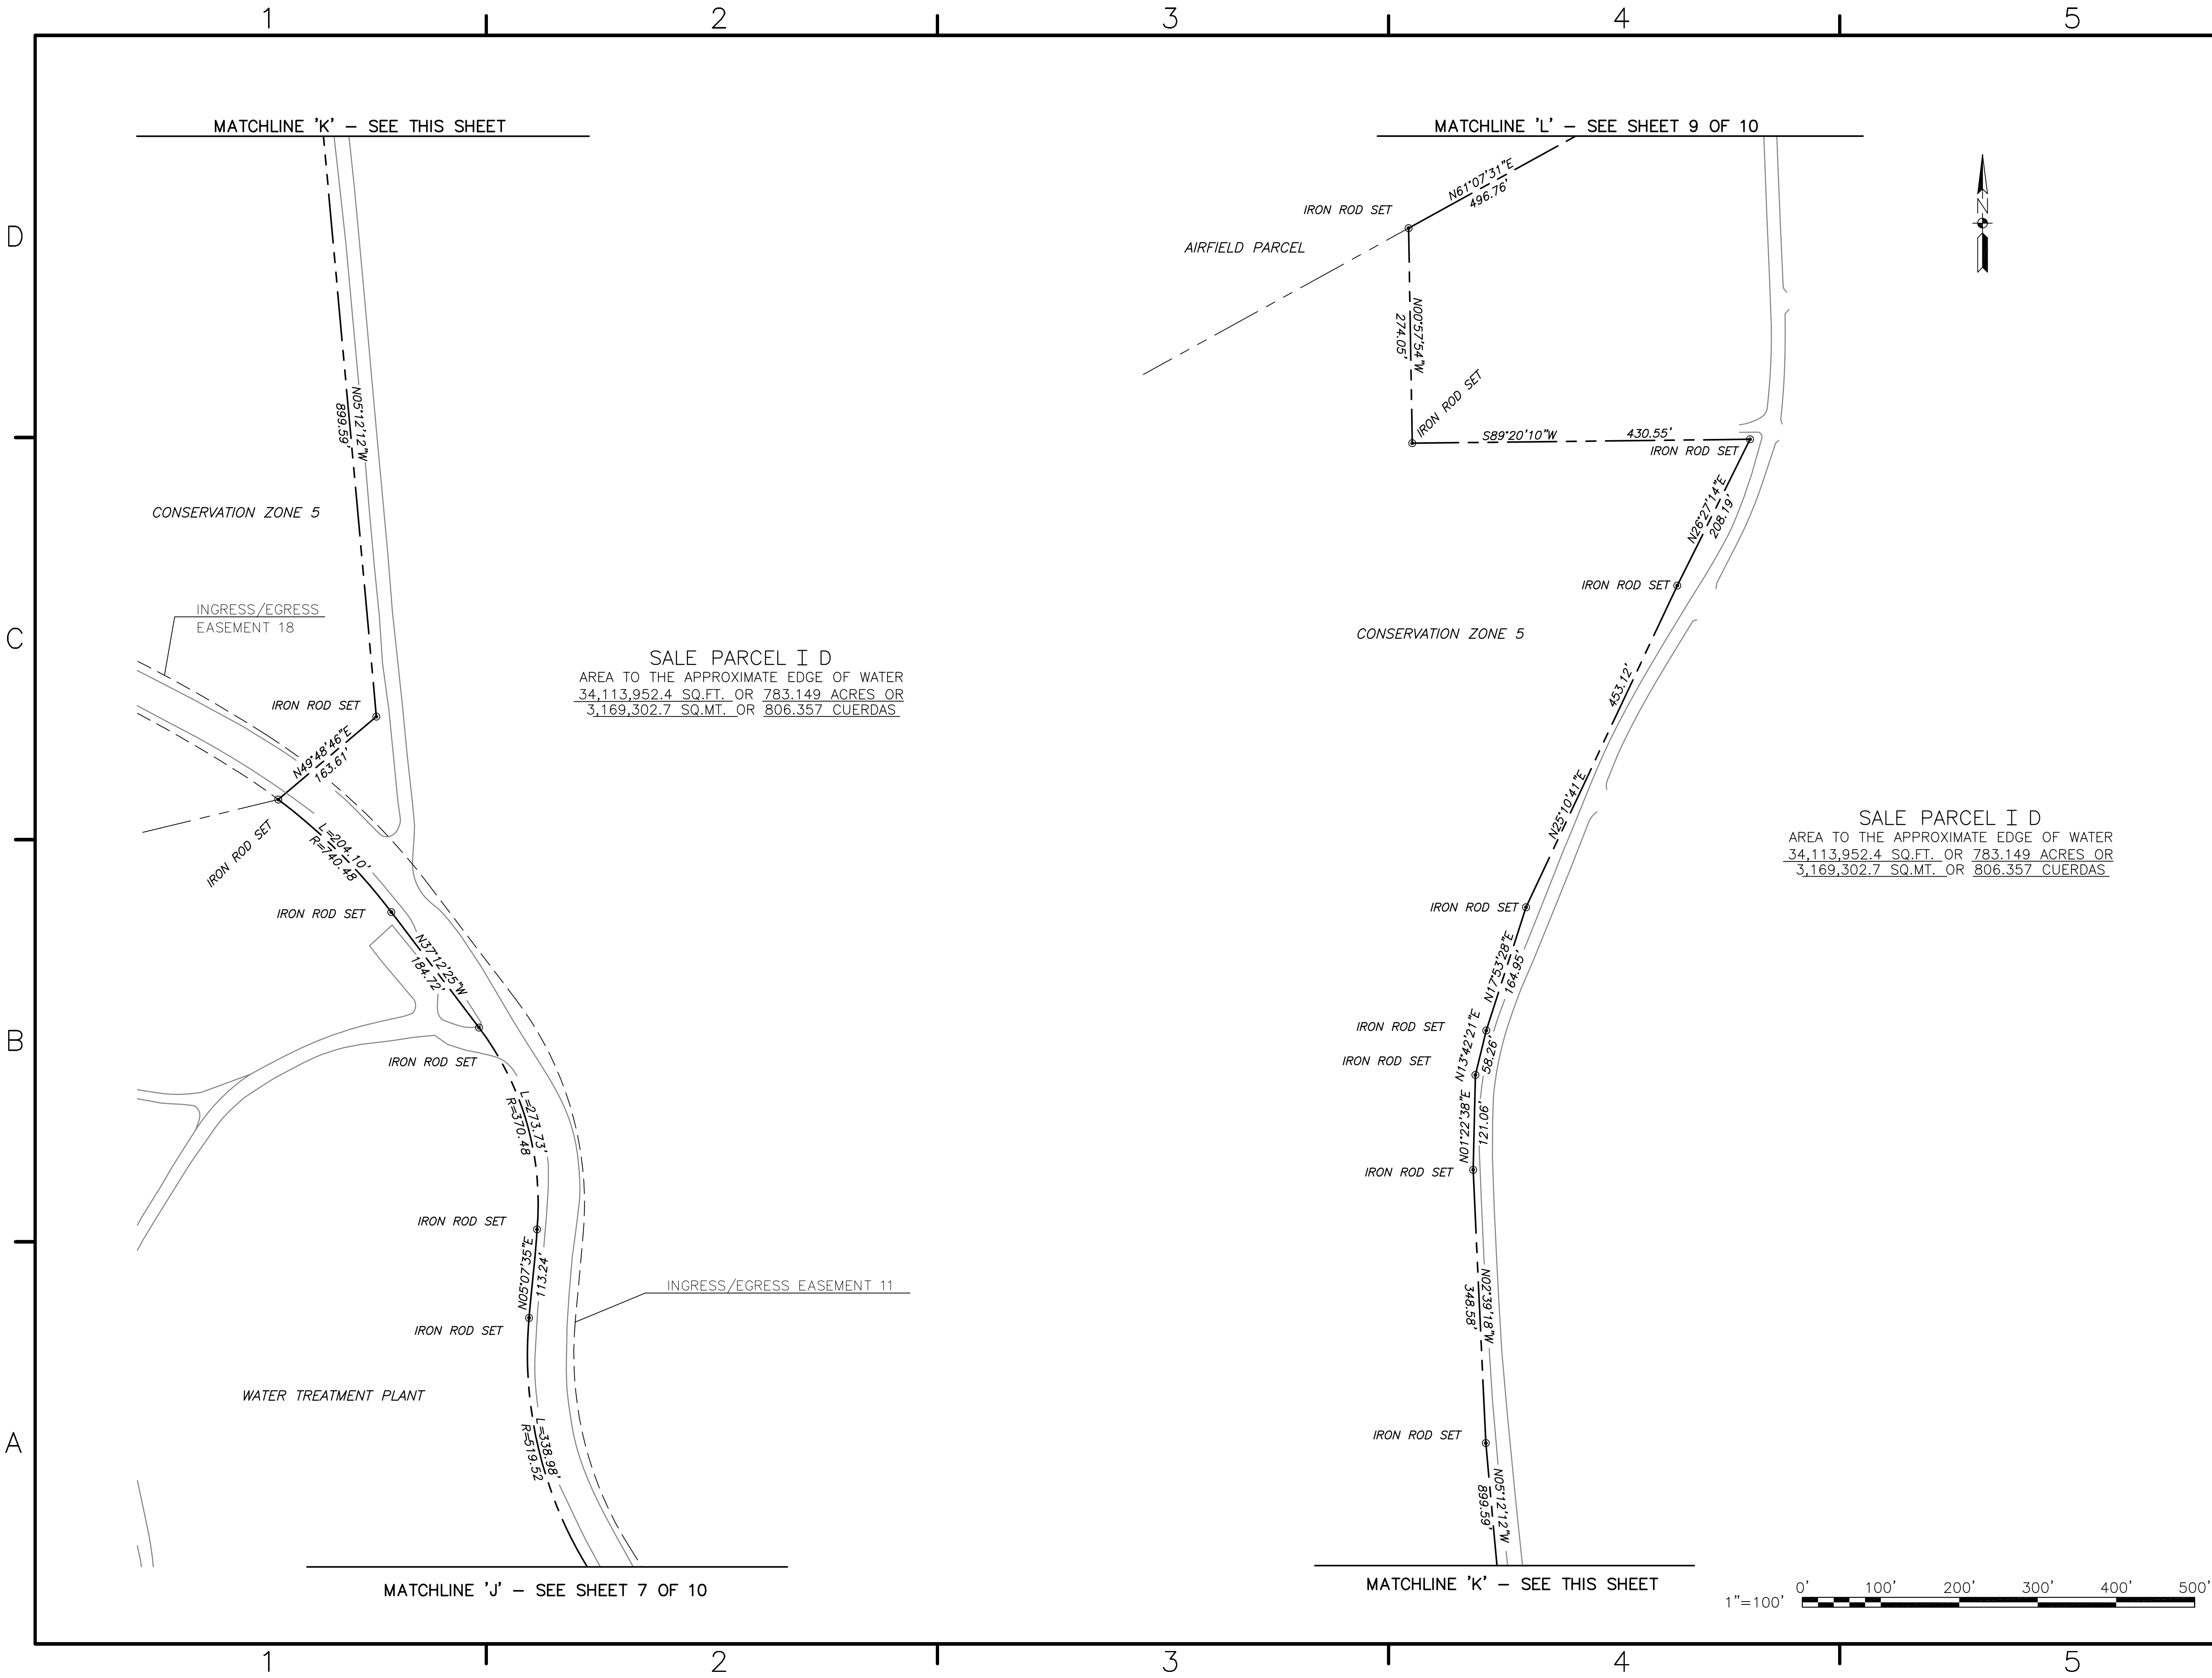 1 2 3 4 5
MATCHLINE 'K' – SEE THIS SHEET
N05°12'12"W
899.59'
CONSERVATION ZONE 5
INGRESS/EGRESS
EASEMENT 18
IRON ROD SET
N49°48'46"E
163.61'
IRON ROD SET
L=204.10'
R=740.48
IRON ROD SET
N37°12'25"W
184.72'
IRON ROD SET
L=273.73'
R=370.48
IRON ROD SET
N05°07'35"E
113.24'
IRON ROD SET
INGRESS/EGRESS EASEMENT 11
WATER TREATMENT PLANT
L=338.98'
R=519.52
MATCHLINE 'J' – SEE SHEET 7 OF 10
SALE PARCEL I D
AREA TO THE APPROXIMATE EDGE OF WATER
34,113,952.4 SQ.FT. OR 783.149 ACRES OR
3,169,302.7 SQ.MT. OR 806.357 CUERDAS
MATCHLINE 'L' – SEE SHEET 9 OF 10
N61°07'31"E
496.76'
IRON ROD SET
AIRFIELD PARCEL
N00°57'54"W
274.05'
IRON ROD SET
S89°20'10"W 430.55'
IRON ROD SET
N26°27'14"E
208.19'
IRON ROD SET
CONSERVATION ZONE 5
453.12'
N25°10'41"E
IRON ROD SET
N17°53'28"E
164.95'
IRON ROD SET
N13°42'21"E
58.26'
IRON ROD SET
N01°22'38"E
121.06'
IRON ROD SET
N02°39'18"W
348.58'
IRON ROD SET
N05°12'12"W
899.59'
MATCHLINE 'K' – SEE THIS SHEET
N
SALE PARCEL I D
AREA TO THE APPROXIMATE EDGE OF WATER
34,113,952.4 SQ.FT. OR 783.149 ACRES OR
3,169,302.7 SQ.MT. OR 806.357 CUERDAS
1"=100'
0' 100' 200' 300' 400' 500'
D
C
B
A
1 2 3 4 5